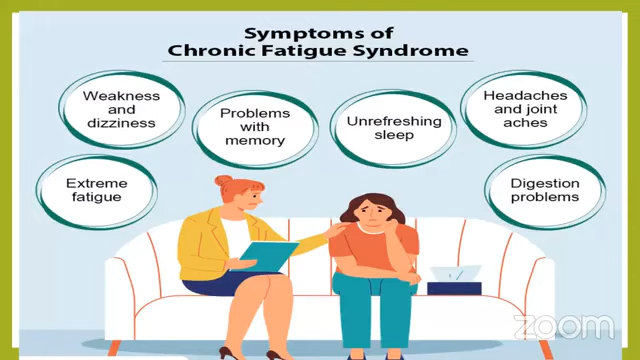 Symptoms of
Chronic Fatigue Syndrome
Weakness
and
dizziness
Problems
with
memory
Unrefreshing
sleep
Headaches
and joint
aches
Extreme
fatigue
Digestion
problems
zoom